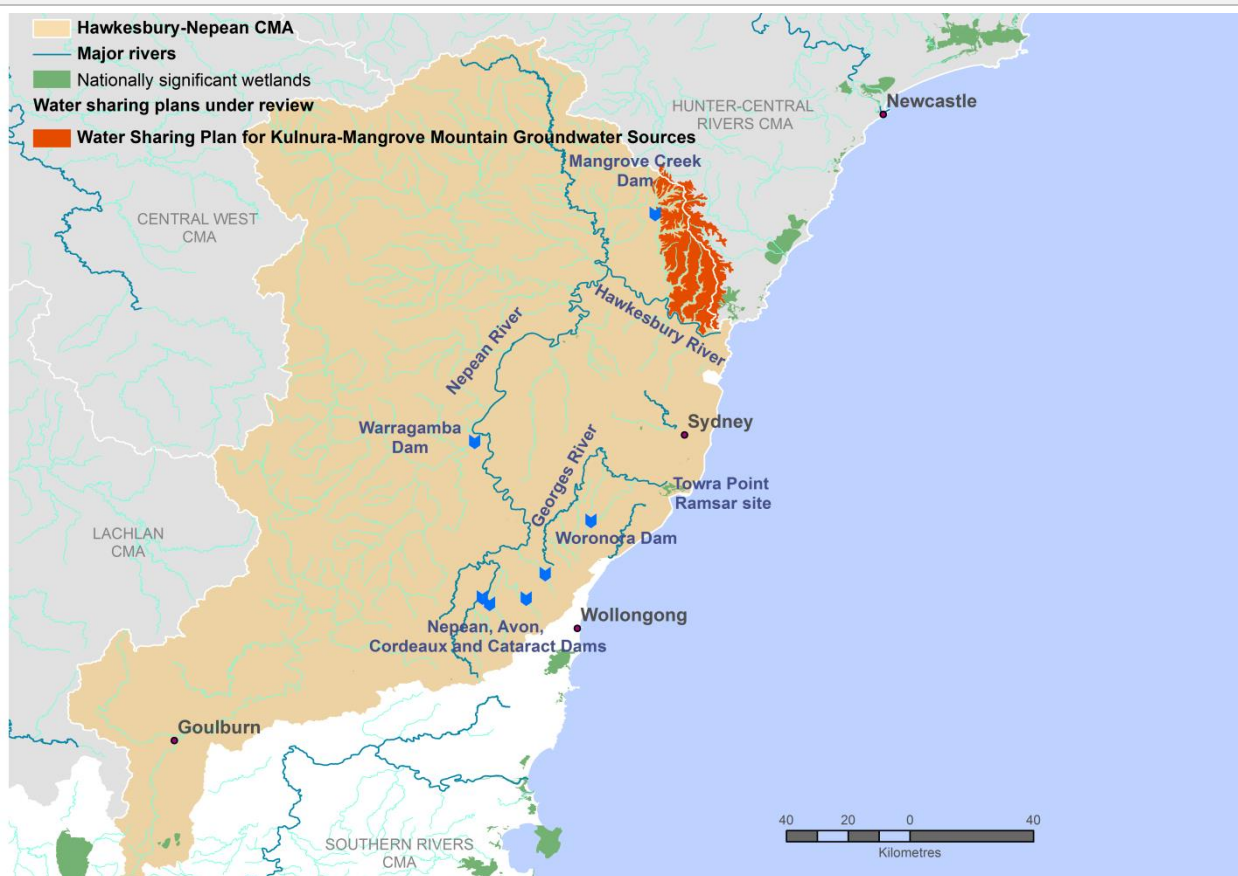 Hawkesbury-Nepean CMA
Major rivers
Nationally significant wetlands
Water sharing plans under review
Water Sharing Plan for Kulnura-Mangrove Mountain Groundwater Sources
HUNTER-CENTRAL
RIVERS CMA
Newcastle
Mangrove Creek
Dam
CENTRAL WEST
CMA
Hawkesbury River
Nepean River
Sydney
Warragamba
Dam
Georges River
Towra Point
Ramsar site
LACHLAN
CMA
Woronora Dam
Wollongong
Nepean, Avon,
Cordeaux and Cataract Dams
Goulburn
SOUTHERN RIVERS
CMA
40 20 0 40
Kilometres